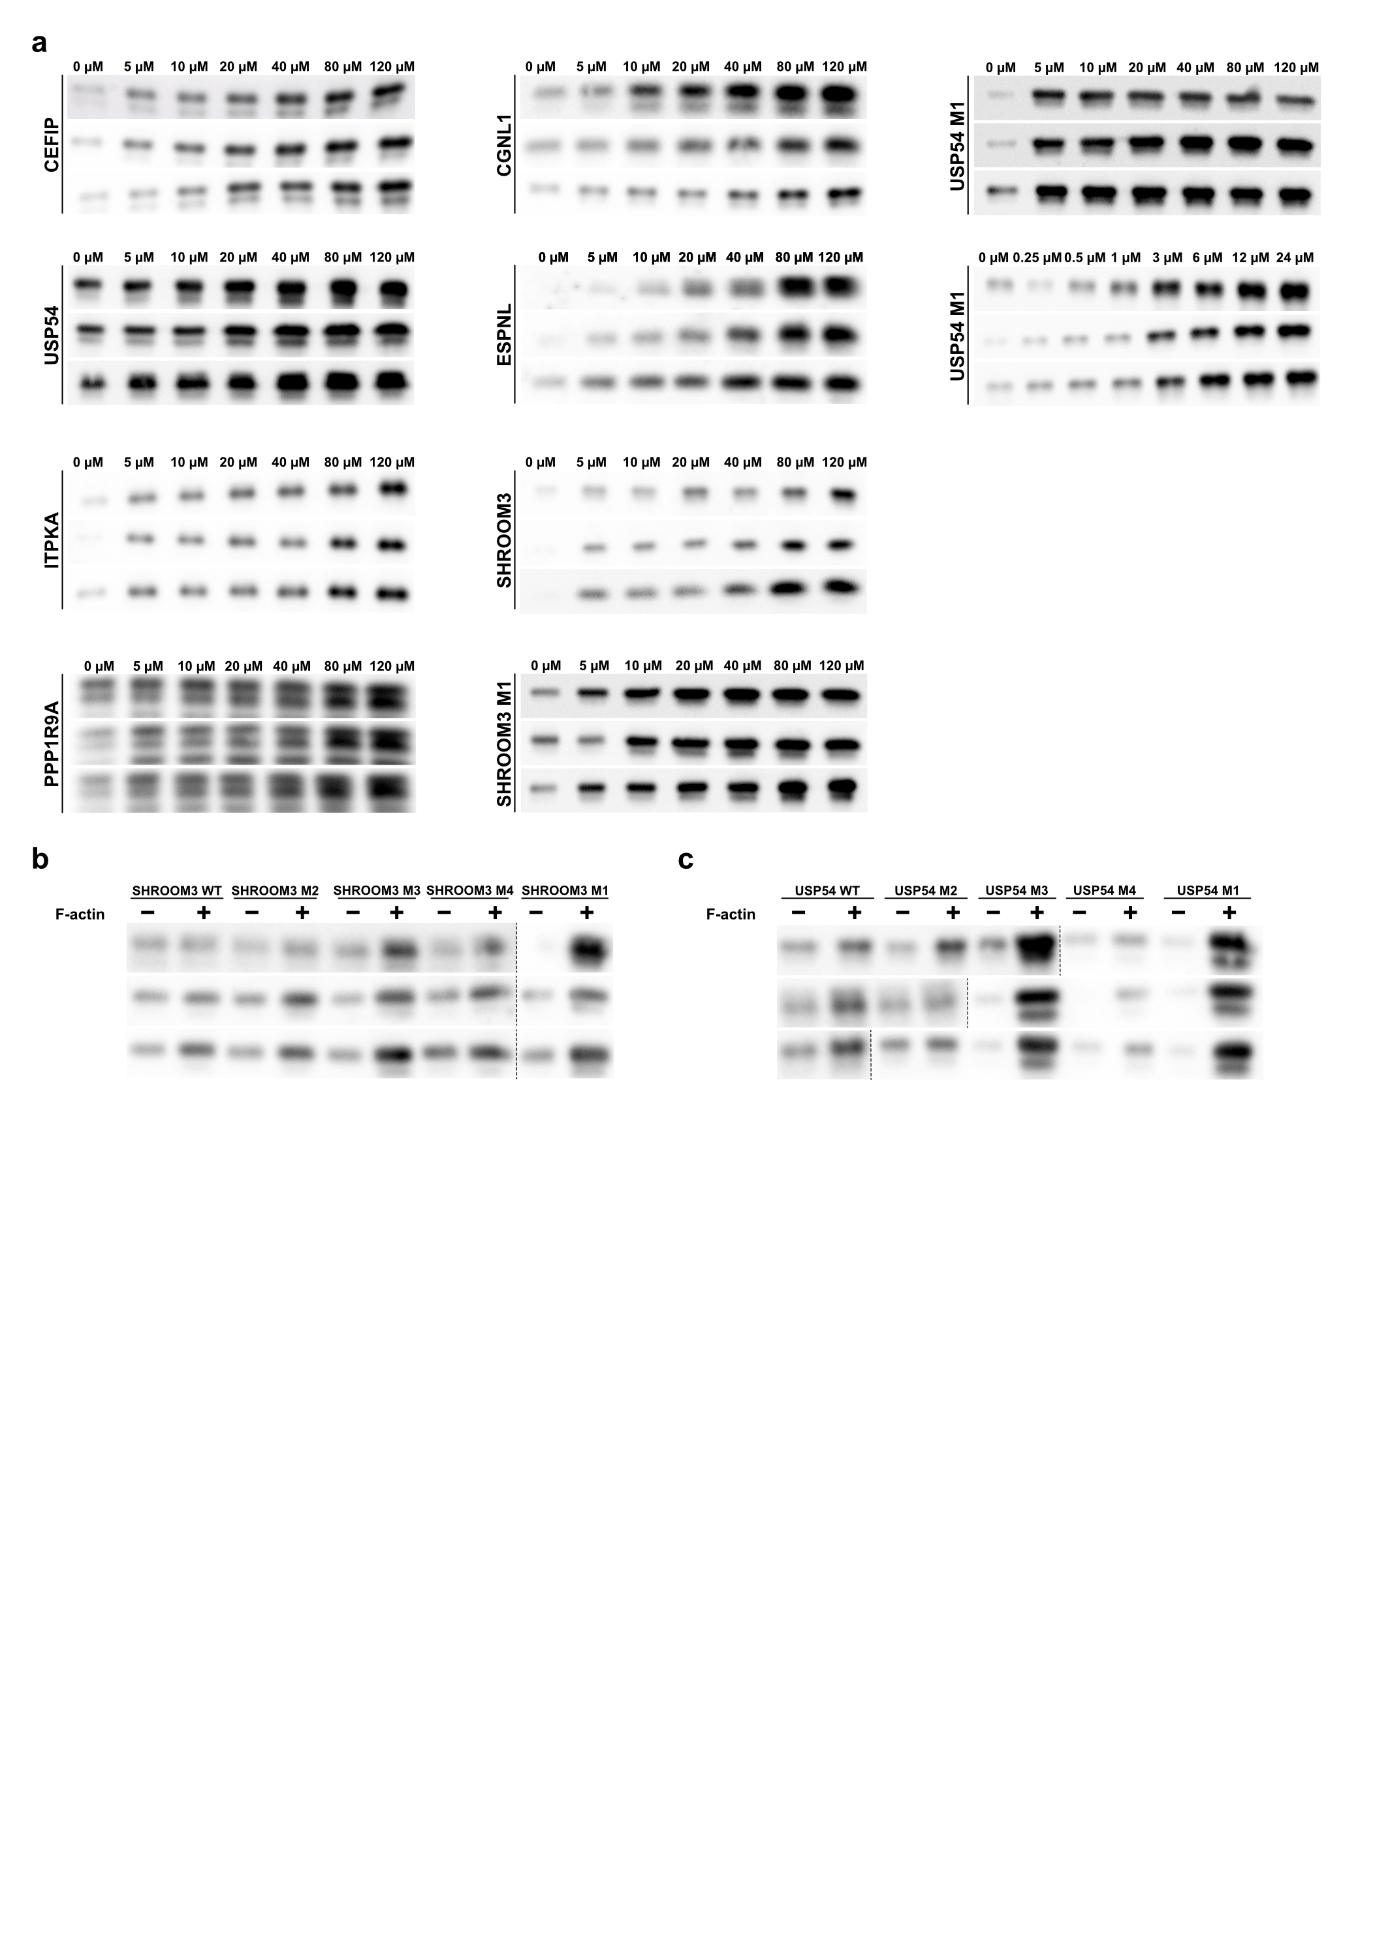 a
0 µM 5 µM 10 µM 20 µM 40 µM 80 µM 120 µM
CEFIP
0 µM 5 µM 10 µM 20 µM 40 µM 80 µM 120 µM
CGNL1
0 µM 5 µM 10 µM 20 µM 40 µM 80 µM 120 µM
USP54 M1
0 µM 5 µM 10 µM 20 µM 40 µM 80 µM 120 µM
USP54
0 µM 5 µM 10 µM 20 µM 40 µM 80 µM 120 µM
ESPNL
0 µM 0.25 µM 0.5 µM 1 µM 3 µM 6 µM 12 µM 24 µM
USP54 M1
0 µM 5 µM 10 µM 20 µM 40 µM 80 µM 120 µM
ITPKA
0 µM 5 µM 10 µM 20 µM 40 µM 80 µM 120 µM
SHROOM3
0 µM 5 µM 10 µM 20 µM 40 µM 80 µM 120 µM
PPP1R9A
0 µM 5 µM 10 µM 20 µM 40 µM 80 µM 120 µM
SHROOM3 M1
b
SHROOM3 WT SHROOM3 M2 SHROOM3 M3 SHROOM3 M4 SHROOM3 M1
F-actin − + − + − + − + − +
c
USP54 WT USP54 M2 USP54 M3 USP54 M4 USP54 M1
F-actin − + − + − + − + − +